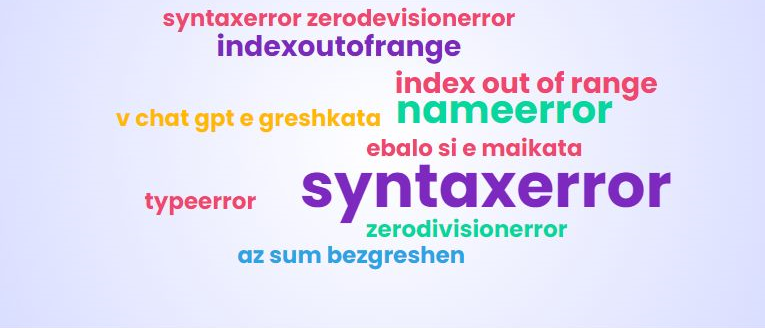 syntaxerror zerodevisionerror
indexoutofrange
index out of range
v chat gpt e greshkata
nameerror
ebalo si e maikata
syntaxerror
typeerror
zerodivisionerror
az sum bezgreshen